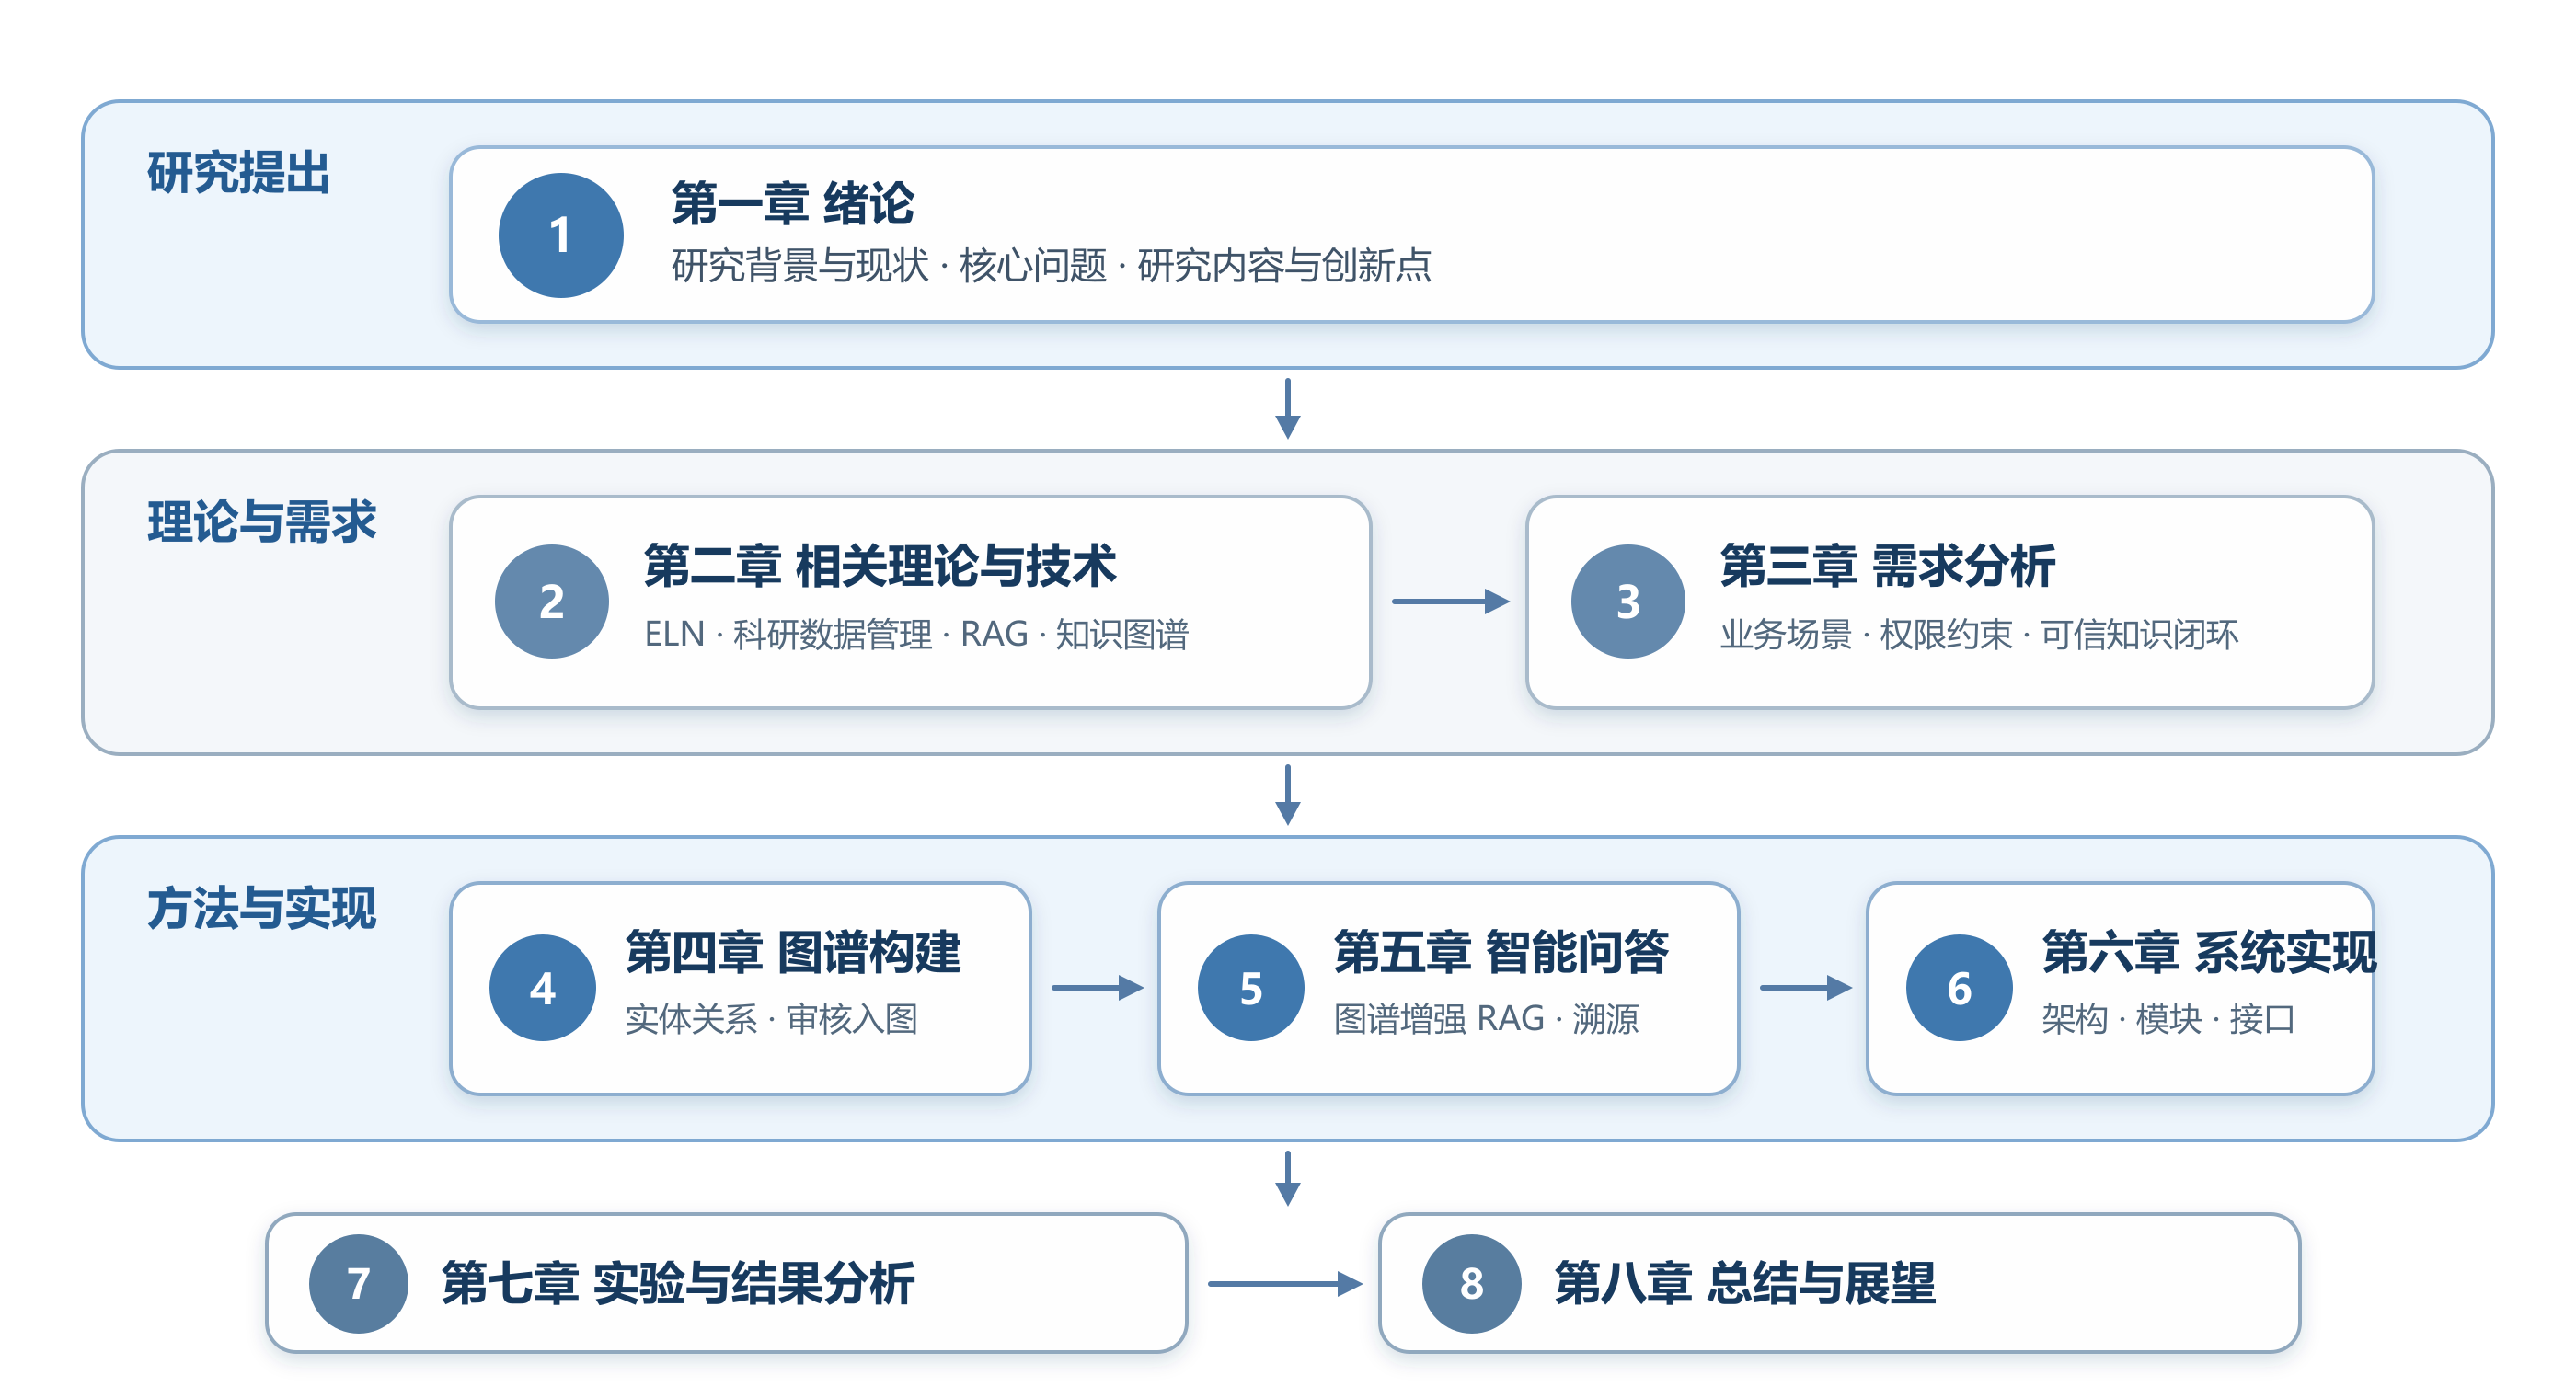 研究提出
1
第一章 绪论
研究背景与现状 · 核心问题 · 研究内容与创新点
理论与需求
2
第二章 相关理论与技术
ELN · 科研数据管理 · RAG · 知识图谱
3
第三章 需求分析
业务场景 · 权限约束 · 可信知识闭环
方法与实现
4
第四章 图谱构建
实体关系 · 审核入图
5
第五章 智能问答
图谱增强 RAG · 溯源
6
第六章 系统实现
架构 · 模块 · 接口
7
第七章 实验与结果分析
8
第八章 总结与展望